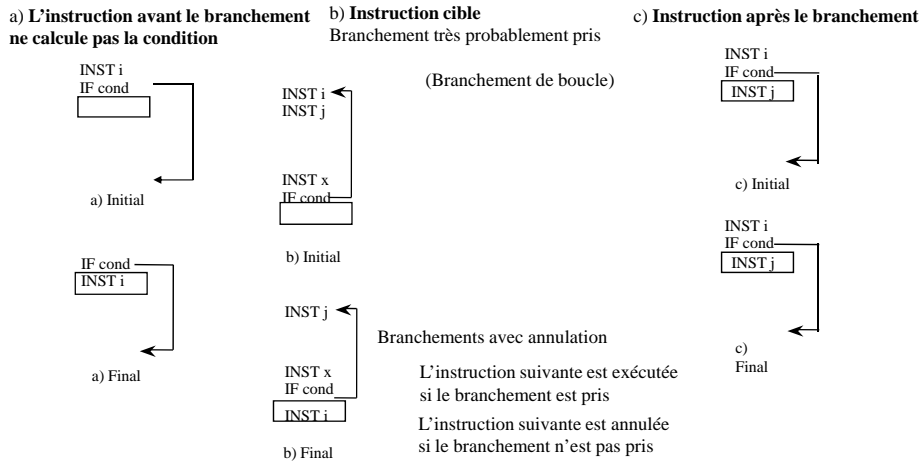 a) L'instruction avant le branchement
ne calcule pas la condition
INST i
IF cond
a) Initial
IF cond
INST i
a) Final
b) Instruction cible
Branchement très probablement pris
(Branchement de boucle)
INST i
INST j
INST x
IF cond
b) Initial
INST j
INST x
IF cond
INST i
b) Final
Branchements avec annulation
L'instruction suivante est exécutée
si le branchement est pris
L'instruction suivante est annulée
si le branchement n'est pas pris
c) Instruction après le branchement
INST i
IF cond
INST j
c) Initial
INST i
IF cond
INST j
c)
Final